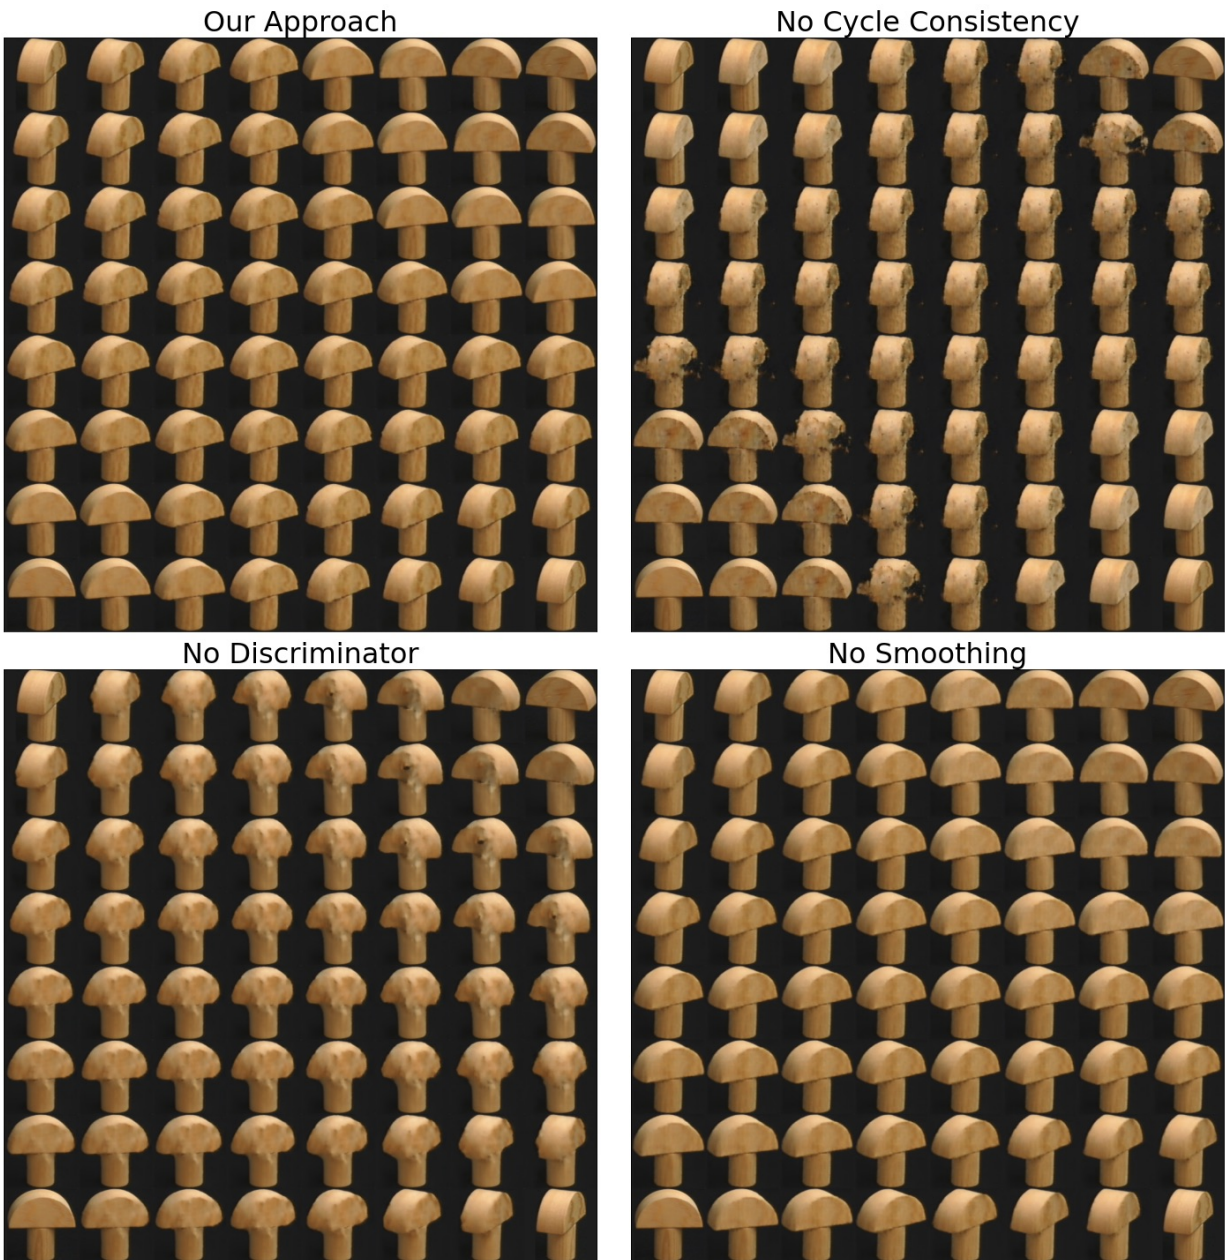 Our Approach
No Cycle Consistency
No Discriminator
No Smoothing